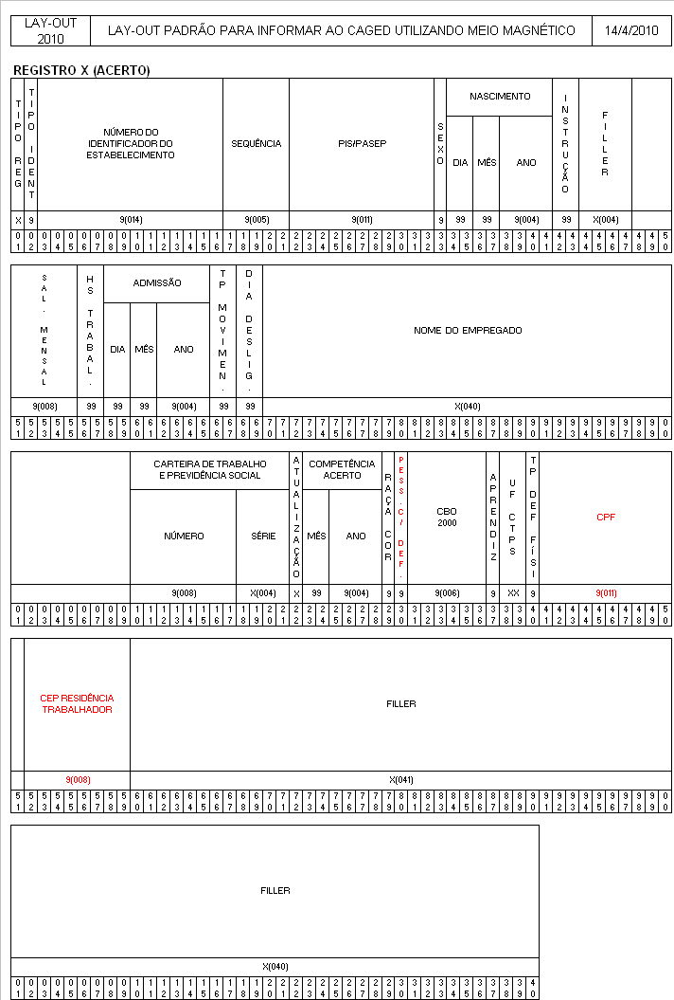 LAY-OUT 2010
LAY-OUT PADRÃO PARA INFORMAR AO CAGED UTILIZANDO MEIO MAGNÉTICO
14/4/2010
REGISTRO X (ACERTO)
TIPO REG
TIPO IDENT
NÚMERO DO
IDENTIFICADOR DO
ESTABELECIMENTO
SEQUÊNCIA
PIS/PASEP
SEXO
NASCIMENTO
DIA
MÊS
ANO
INSTRUÇÃO
FILLER
X 9 9(014) 9(005) 9(011) 9 99 99 9(004) 99 X(004)
01 02 03 04 05 06 07 08 09 10 11 12 13 14 15 16 17 18 19 20 21 22 23 24 25 26 27 28 29 30 31 32 33 34 35 36 37 38 39 40 41 42 43 44 45 46 47 48 49 50
SAL. MENSAL
HS TRABAL.
ADMISSÃO
DIA
MÊS
ANO
TP MOVIMEN.
DIA DESLIG.
NOME DO EMPREGADO
9(008) 99 99 99 9(004) 99 99 X(040)
51 52 53 54 55 56 57 58 59 60 61 62 63 64 65 66 67 68 69 70 71 72 73 74 75 76 77 78 79 80 81 82 83 84 85 86 87 88 89 90 91 92 93 94 95 96 97 98 99 00
CARTEIRA DE TRABALHO
E PREVIDÊNCIA SOCIAL
NÚMERO
SÉRIE
ATUALIZAÇÃO
COMPETÊNCIA
ACERTO
MÊS
ANO
RAÇA COR
PESS.C/ DEF.
CBO
2000
APRENDIZ
UF CTPS
TP DEF FÍSI
CPF
9(008) X(004) X 99 9(004) 9 9 9(006) 9 XX 9 9(011)
01 02 03 04 05 06 07 08 09 10 11 12 13 14 15 16 17 18 19 20 21 22 23 24 25 26 27 28 29 30 31 32 33 34 35 36 37 38 39 40 41 42 43 44 45 46 47 48 49 50
CEP RESIDÊNCIA
TRABALHADOR
FILLER
9(008) X(041)
51 52 53 54 55 56 57 58 59 60 61 62 63 64 65 66 67 68 69 70 71 72 73 74 75 76 77 78 79 80 81 82 83 84 85 86 87 88 89 90 91 92 93 94 95 96 97 98 99 00
FILLER
X(040)
01 02 03 04 05 06 07 08 09 10 11 12 13 14 15 16 17 18 19 20 21 22 23 24 25 26 27 28 29 30 31 32 33 34 35 36 37 38 39 40